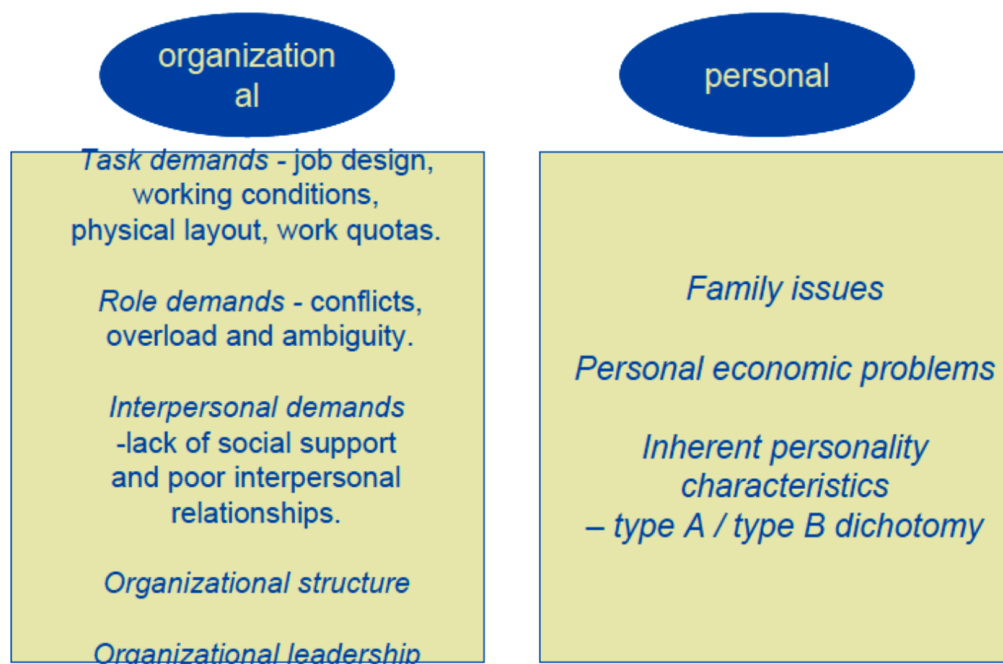 organization
al
Task demands - job design,
working conditions,
physical layout, work quotas.
Role demands - conflicts,
overload and ambiguity.
Interpersonal demands
-lack of social support
and poor interpersonal
relationships.
Organizational structure
Organizational leadership
personal
Family issues
Personal economic problems
Inherent personality
characteristics
– type A / type B dichotomy